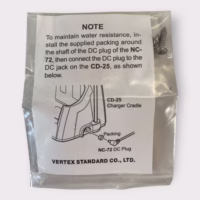 NOTE
To maintain water resistance, in-
stall the supplied packing around
the shaft of the DC plug of the NC-
72, then connect the DC plug to the
DC jack on the CD-25, as shown
below.
CD-25
Charger Cradle
Packing
NC-72 DC Plug
VERTEX STANDARD CO., LTD.